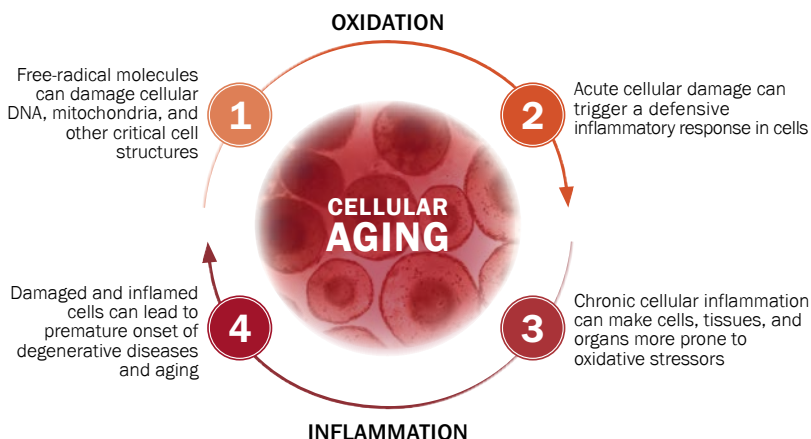 OXIDATION
Free-radical molecules
can damage cellular
DNA, mitochondria, and
other critical cell
structures
1
2
Acute cellular damage can
trigger a defensive
inflammatory response in cells
CELLULAR
AGING
3
Chronic cellular inflammation
can make cells, tissues, and
organs more prone to
oxidative stressors
Damaged and inflamed
cells can lead to
premature onset of
degenerative diseases
and aging
4
INFLAMMATION